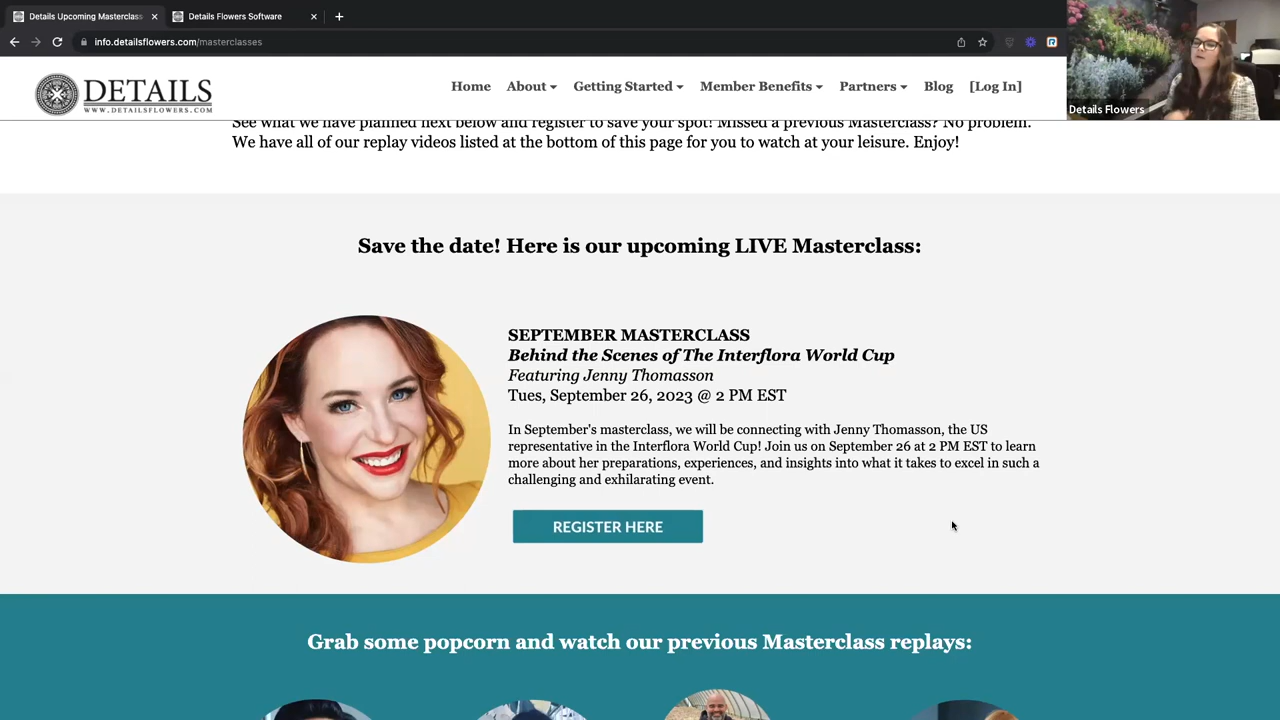 Details Upcoming Masterclass
Details Flowers Software
info.detailsflowers.com/masterclasses
DETAILS
WWW.DETAILSFLOWERS.COM
Home About Getting Started Member Benefits Partners Blog [Log In]
Details Flowers
See what we have planned next below and register to save your spot! Missed a previous Masterclass? No problem.
We have all of our replay videos listed at the bottom of this page for you to watch at your leisure. Enjoy!
Save the date! Here is our upcoming LIVE Masterclass:
SEPTEMBER MASTERCLASS
Behind the Scenes of The Interflora World Cup
Featuring Jenny Thomasson
Tues, September 26, 2023 @ 2 PM EST
In September's masterclass, we will be connecting with Jenny Thomasson, the US
representative in the Interflora World Cup! Join us on September 26 at 2 PM EST to learn
more about her preparations, experiences, and insights into what it takes to excel in such a
challenging and exhilarating event.
REGISTER HERE
Grab some popcorn and watch our previous Masterclass replays: